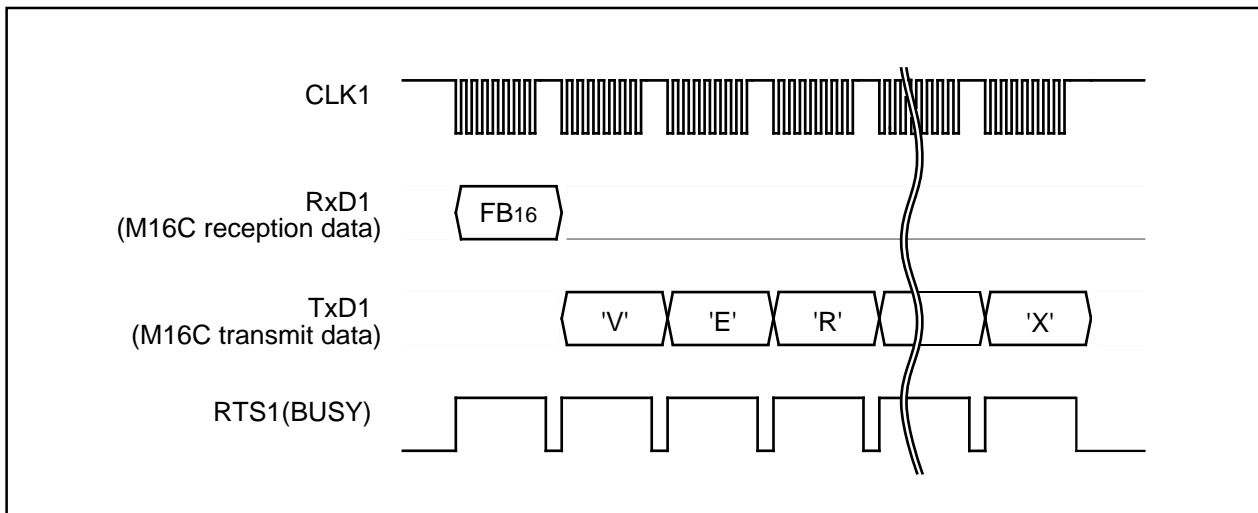 CLK1
RxD1
(M16C reception data)
FB16
TxD1
(M16C transmit data)
'V' 'E' 'R' 'X'
RTS1(BUSY)